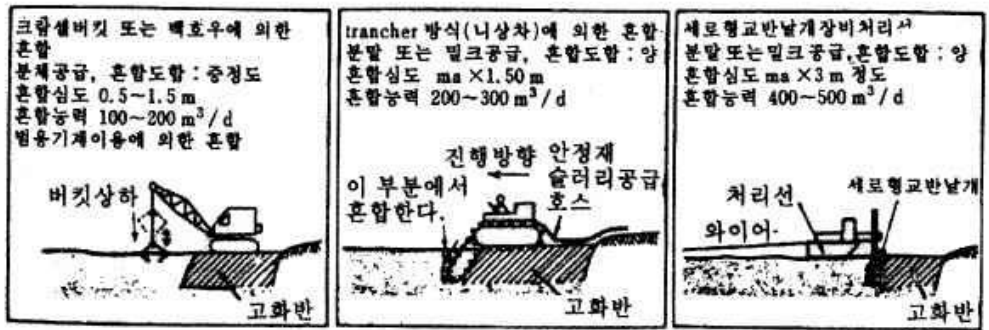 크람셀버킷 또는 백호우에 의한
혼합
분체공급, 혼합도합 : 중정도
혼합심도 0.5~1.5 m
혼합능력 100~200 m³/d
범용기제이용에 의한 혼합
버킷상하
고화반
trancher 방식(니상차)에 의한 혼합
분말 또는 밀크공급, 혼합도합 : 양
혼합심도 ma ×1.50 m
혼합능력 200~300 m³/d
진행방향
안정재
슬러리공급
호스
이 부분에서
혼합한다.
고화반
세로형교반날개장비처리서
분말 또는 밀크공급, 혼합도합 : 양
혼합심도 ma ×3 m 정도
혼합능력 400~500 m³/d
처리선
세로형교반날개
와이어
고화반